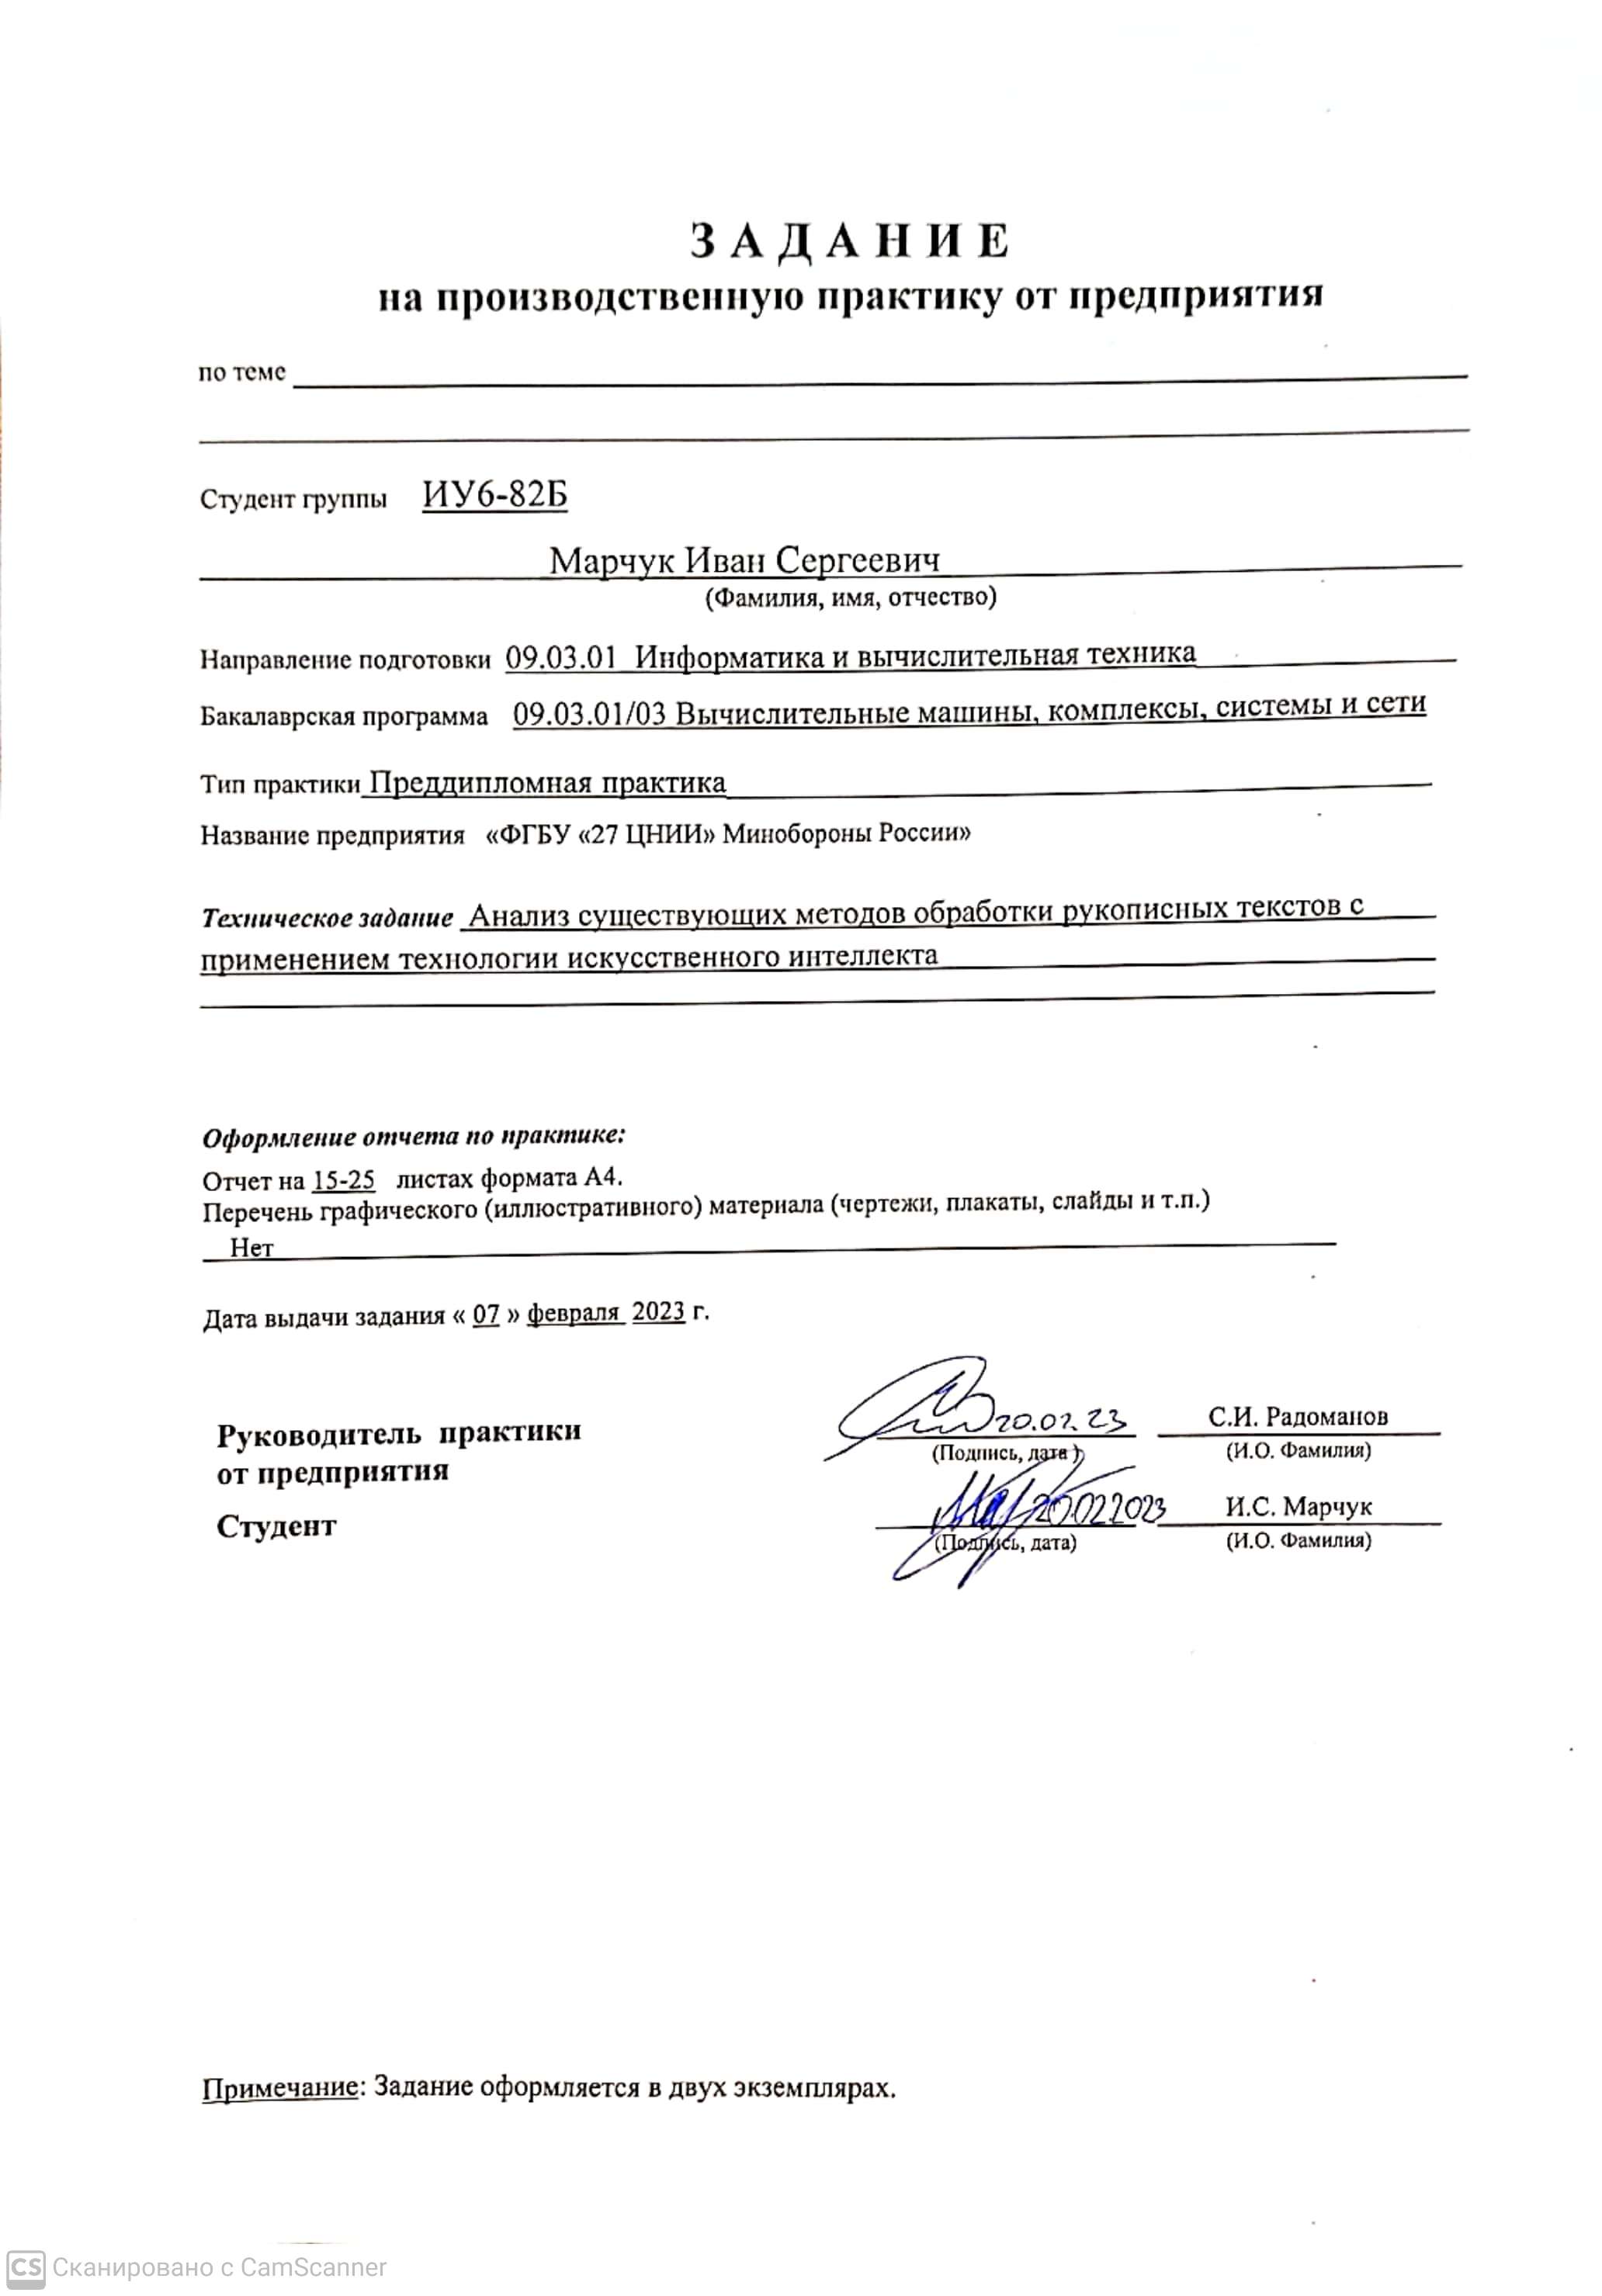 ЗАДАНИЕ
на производственную практику от предприятия
по теме
Студент группы ИУ6-82Б
Марчук Иван Сергеевич
(Фамилия, имя, отчество)
Направление подготовки 09.03.01 Информатика и вычислительная техника
Бакалаврская программа 09.03.01/03 Вычислительные машины, комплексы, системы и сети
Тип практики Преддипломная практика
Название предприятия «ФГБУ «27 ЦНИИ» Минобороны России»
Техническое задание Анализ существующих методов обработки рукописных текстов с
применением технологии искусственного интеллекта
Оформление отчета по практике:
Отчет на 15-25 листах формата А4.
Перечень графического (иллюстративного) материала (чертежи, плакаты, слайды и т.п.)
Нет
Дата выдачи задания « 07 » февраля 2023 г.
Руководитель практики
от предприятия
20.02.23 С.И. Радоманов
(Подпись, дата ) (И.О. Фамилия)
Студент 20.02.2023 И.С. Марчук
(Подпись, дата) (И.О. Фамилия)
Примечание: Задание оформляется в двух экземплярах.
CS Сканировано с CamScanner